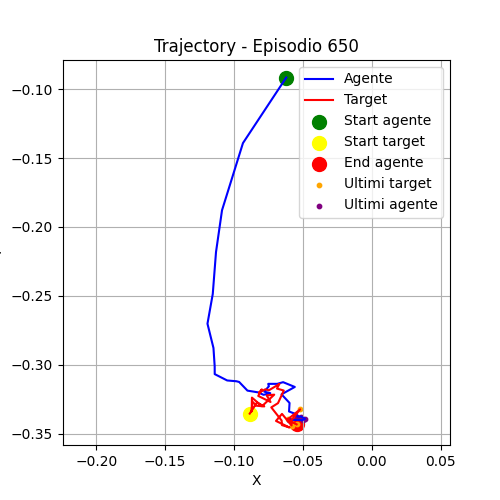 Trajectory - Episodio 650
Agente
Target
Start agente
Start target
End agente
Ultimi target
Ultimi agente
−0.10
−0.15
−0.20
−0.25
−0.30
−0.35
−0.20
−0.15
−0.10
−0.05
0.00
0.05
X